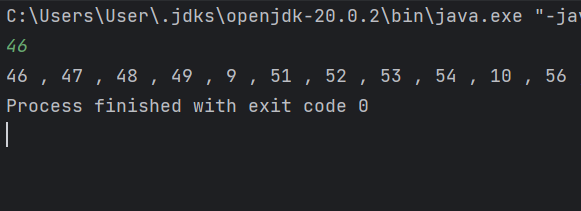 C:\Users\User\.jdks\openjdk-20.0.2\bin\java.exe "-jav
46
46 , 47 , 48 , 49 , 9 , 51 , 52 , 53 , 54 , 10 , 56
Process finished with exit code 0